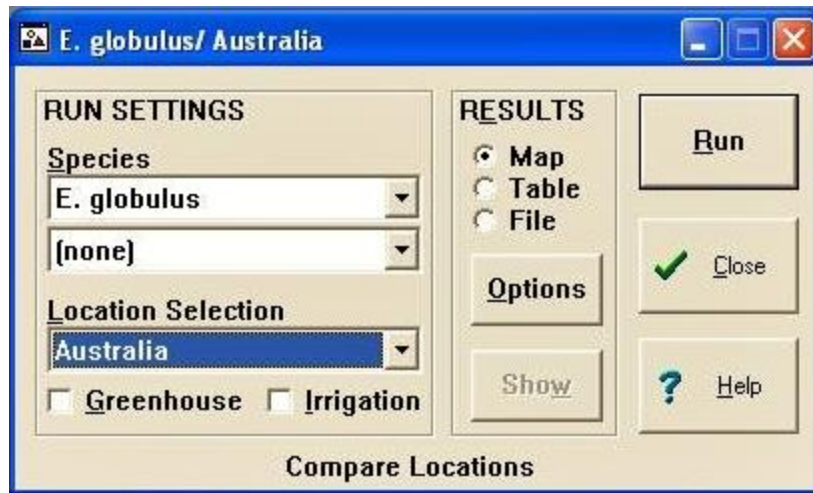 E. globulus/ Australia
RUN SETTINGS
Species
E. globulus
(none)
Location Selection
Australia
Greenhouse
Irrigation
RESULTS
Map
Table
File
Options
Show
Run
Close
? Help
Compare Locations